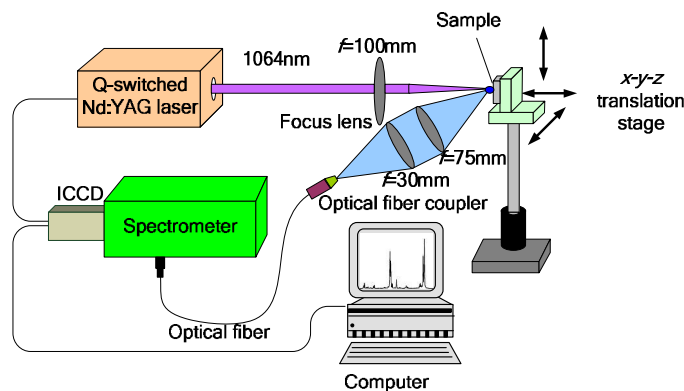 Sample
f=100mm
1064nm
Q-switched
Nd:YAG laser
x-y-z
translation
stage
Focus lens
f=75mm
f=30mm
ICCD
Optical fiber coupler
Spectrometer
Optical fiber
Computer